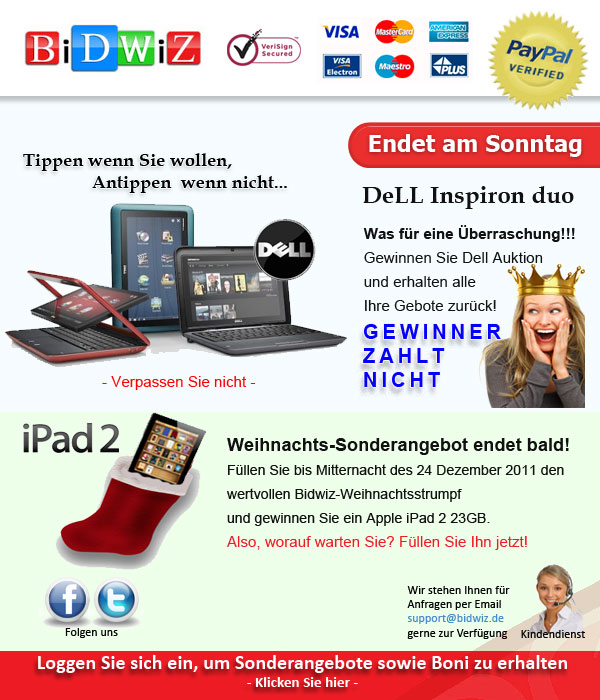 BiDWiZ
VeriSign
Secured
VISA
MasterCard
AMERICAN
EXPRESS
VISA
Electron
Maestro
PLUS
PayPal
VERIFIED
Endet am Sonntag
Tippen wenn Sie wollen,
Antippen wenn nicht...
DELL
DeLL Inspiron duo
Was für eine Überraschung!!!
Gewinnen Sie Dell Auktion
und erhalten alle
Ihre Gebote zurück!
GEWINNER
ZAHLT
NICHT
- Verpassen Sie nicht -
iPad 2
Weihnachts-Sonderangebot endet bald!
Füllen Sie bis Mitternacht des 24 Dezember 2011 den
wertvollen Bidwiz-Weihnachtsstrumpf
und gewinnen Sie ein Apple iPad 2 23GB.
Also, worauf warten Sie? Füllen Sie Ihn jetzt!
Folgen uns
Wir stehen Ihnen für
Anfragen per Email
support@bidwiz.de
gerne zur Verfügung
Kindendienst
Loggen Sie sich ein, um Sonderangebote sowie Boni zu erhalten
- Klicken Sie hier -